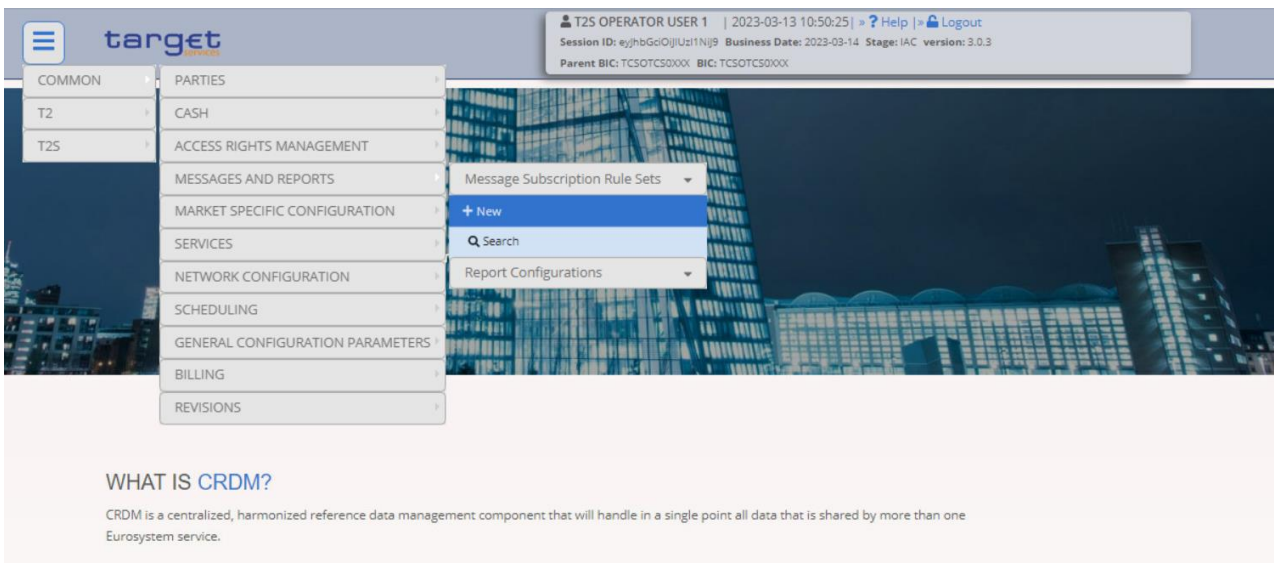 target
services
T2S OPERATOR USER 1 | 2023-03-13 10:50:25| » ? Help |» Logout
Session ID: eyJhbGciOiJIUzI1NiJ9 Business Date: 2023-03-14 Stage: IAC version: 3.0.3
Parent BIC: TCSOTCS0XXX BIC: TCSOTCS0XXX
COMMON
T2
T2S
PARTIES
CASH
ACCESS RIGHTS MANAGEMENT
MESSAGES AND REPORTS
MARKET SPECIFIC CONFIGURATION
SERVICES
NETWORK CONFIGURATION
SCHEDULING
GENERAL CONFIGURATION PARAMETERS
BILLING
REVISIONS
Message Subscription Rule Sets
+ New
Search
Report Configurations
WHAT IS CRDM?
CRDM is a centralized, harmonized reference data management component that will handle in a single point all data that is shared by more than one
Eurosystem service.